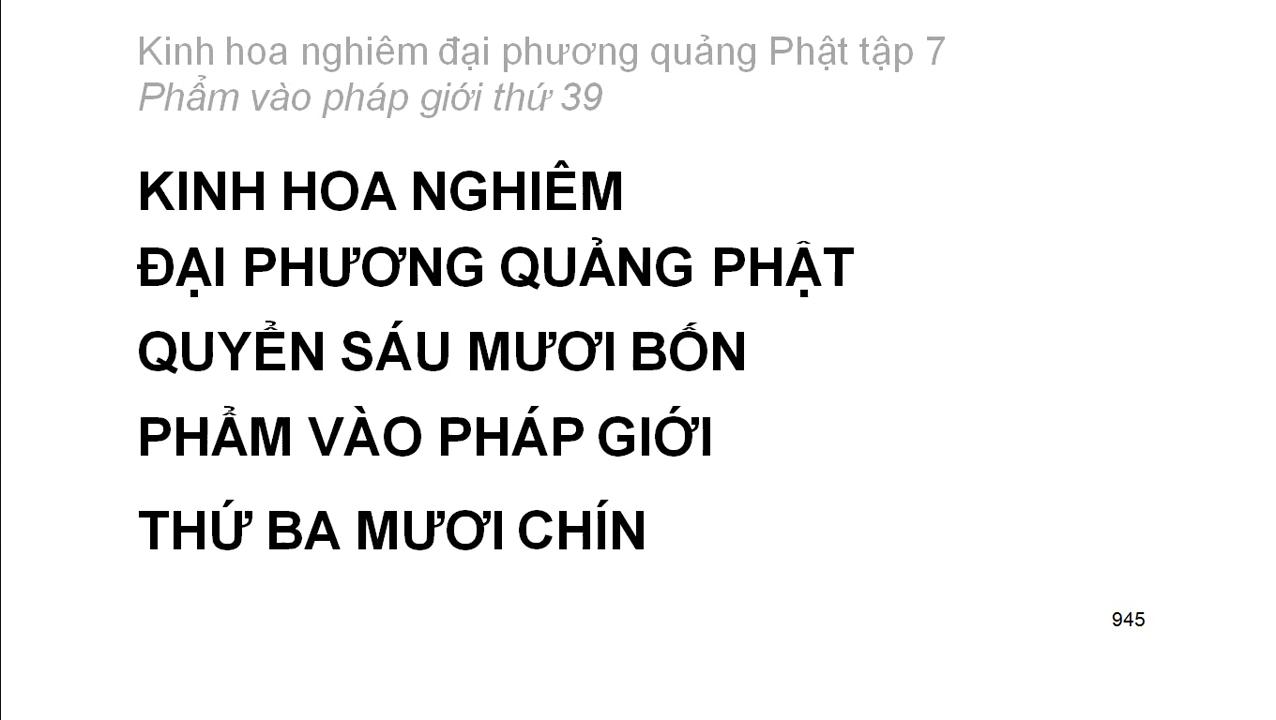 Kinh hoa nghiêm đại phương quảng Phật tập 7
Phẩm vào pháp giới thứ 39
KINH HOA NGHIÊM
ĐẠI PHƯƠNG QUẢNG PHẬT
QUYỂN SÁU MƯƠI BỐN
PHẨM VÀO PHÁP GIỚI
THỨ BA MƯƠI CHÍN
945